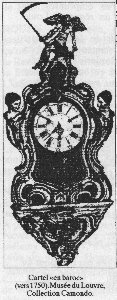 Cartel «en baroc»
(vers 1750). Musée du Louvre,
Collection Camondo.